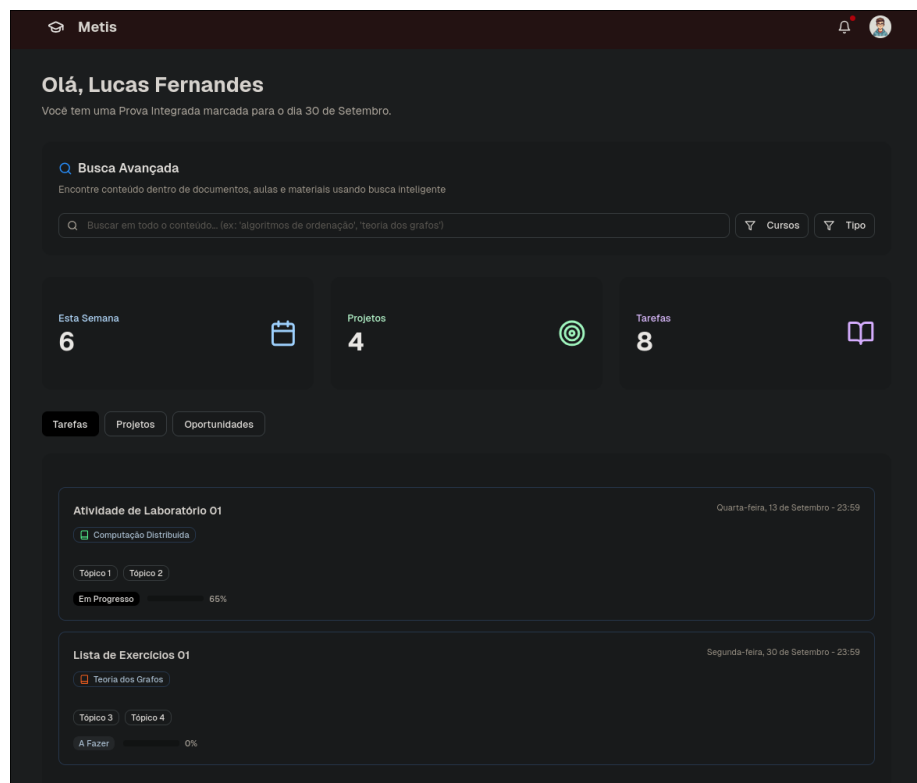 Metis
Olá, Lucas Fernandes
Você tem uma Prova Integrada marcada para o dia 30 de Setembro.
Busca Avançada
Encontre conteúdo dentro de documentos, aulas e materiais usando busca inteligente
Buscar em todo o conteúdo... (ex: 'algoritmos de ordenação', 'teoria dos grafos')
Cursos
Tipo
Esta Semana
6
Projetos
4
Tarefas
8
Tarefas
Projetos
Oportunidades
Atividade de Laboratório 01
Quarta-feira, 13 de Setembro - 23:59
Computação Distribuída
Tópico 1
Tópico 2
Em Progresso
65%
Lista de Exercícios 01
Segunda-feira, 30 de Setembro - 23:59
Teoria dos Grafos
Tópico 3
Tópico 4
A Fazer
0%